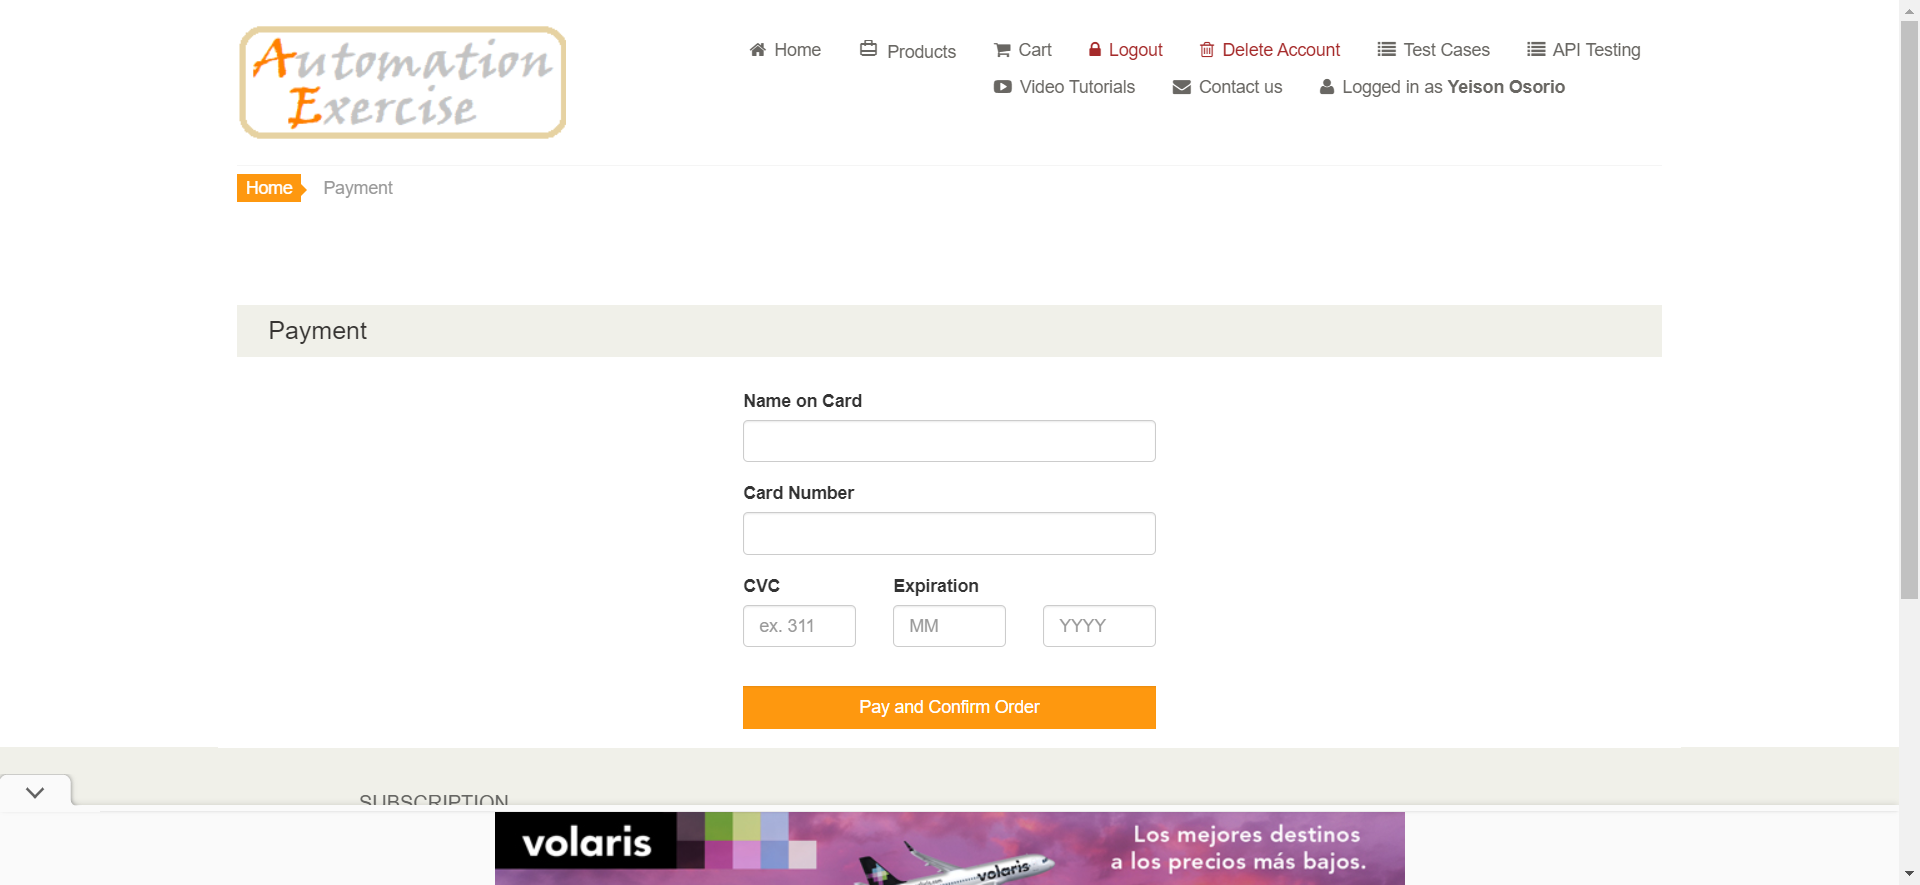 Automation
Exercise
Home
Products
Cart
Logout
Delete Account
Test Cases
API Testing
Video Tutorials
Contact us
Logged in as Yeison Osorio
Home
Payment
Payment
Name on Card
Card Number
CVC
Expiration
ex. 311
MM
YYYY
Pay and Confirm Order
SUBSCRIPTION
volaris
Los mejores destinos
a los precios más bajos.
volaris